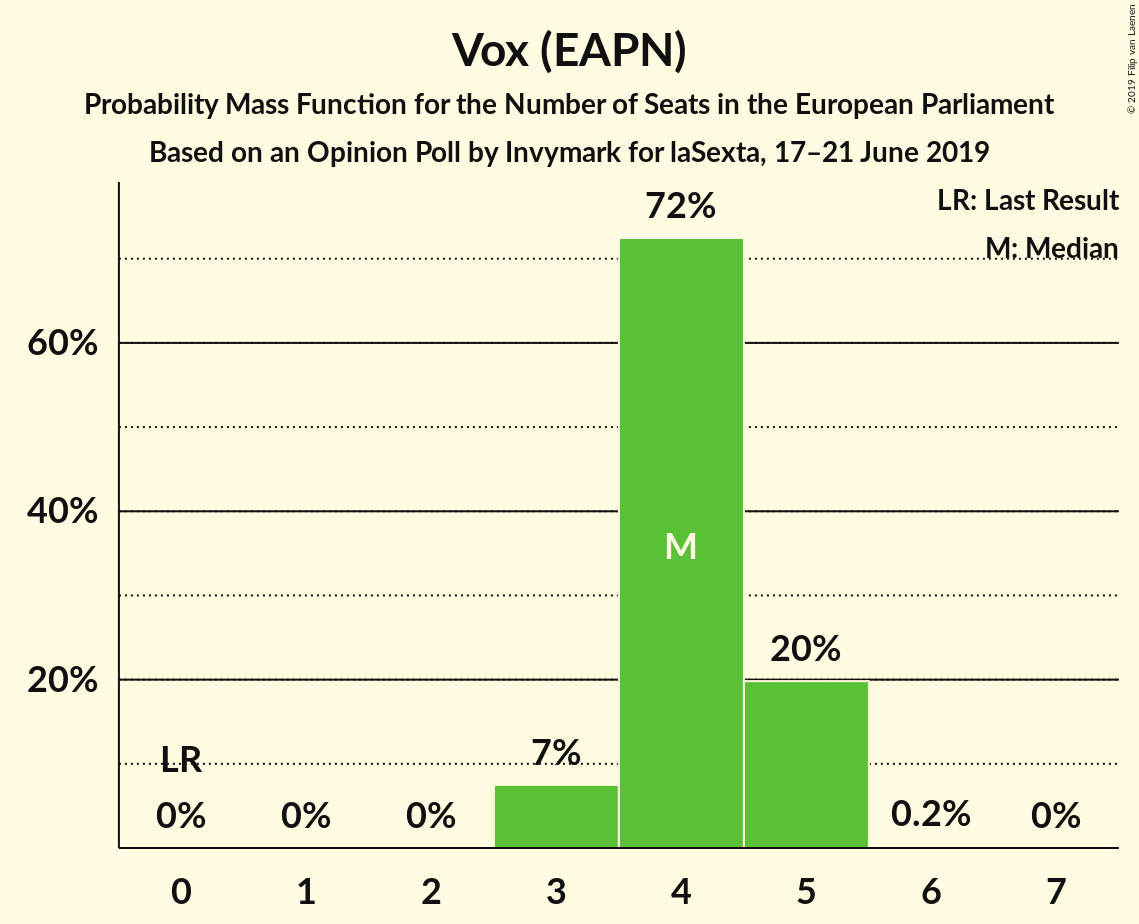 Vox (EAPN)
Probability Mass Function for the Number of Seats in the European Parliament
Based on an Opinion Poll by Invymark for laSexta, 17–21 June 2019
© 2019 Filip van Laenen
LR: Last Result
M: Median
72%
60%
40%
M
20%
20%
7%
LR
0%
0%
0%
0.2%
0%
0 1 2 3 4 5 6 7